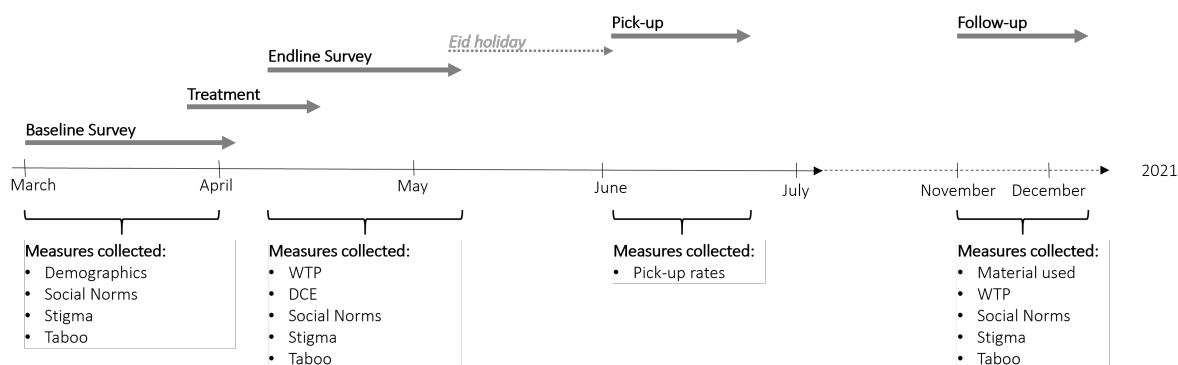 Pick-up
Follow-up
Eid holiday
Endline Survey
Treatment
Baseline Survey
March
April
May
June
July
November
December
2021
Measures collected:
• Demographics
• Social Norms
• Stigma
• Taboo
Measures collected:
• WTP
• DCE
• Social Norms
• Stigma
• Taboo
Measures collected:
• Pick-up rates
Measures collected:
• Material used
• WTP
• Social Norms
• Stigma
• Taboo